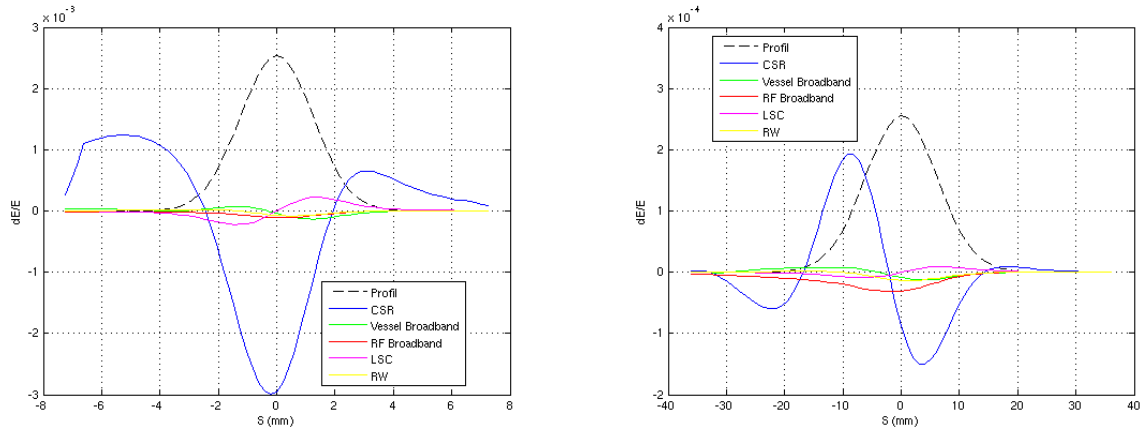 x 10⁻³
3
2
1
0
-1
-2
-3
dE/E
-8
-6
-4
-2
0
2
4
6
8
S (mm)
Profil
CSR
Vessel Broadband
RF Broadband
LSC
RW
x 10⁻⁴
4
3
2
1
0
-1
-2
dE/E
-40
-30
-20
-10
0
10
20
30
40
S (mm)
Profil
CSR
Vessel Broadband
RF Broadband
LSC
RW